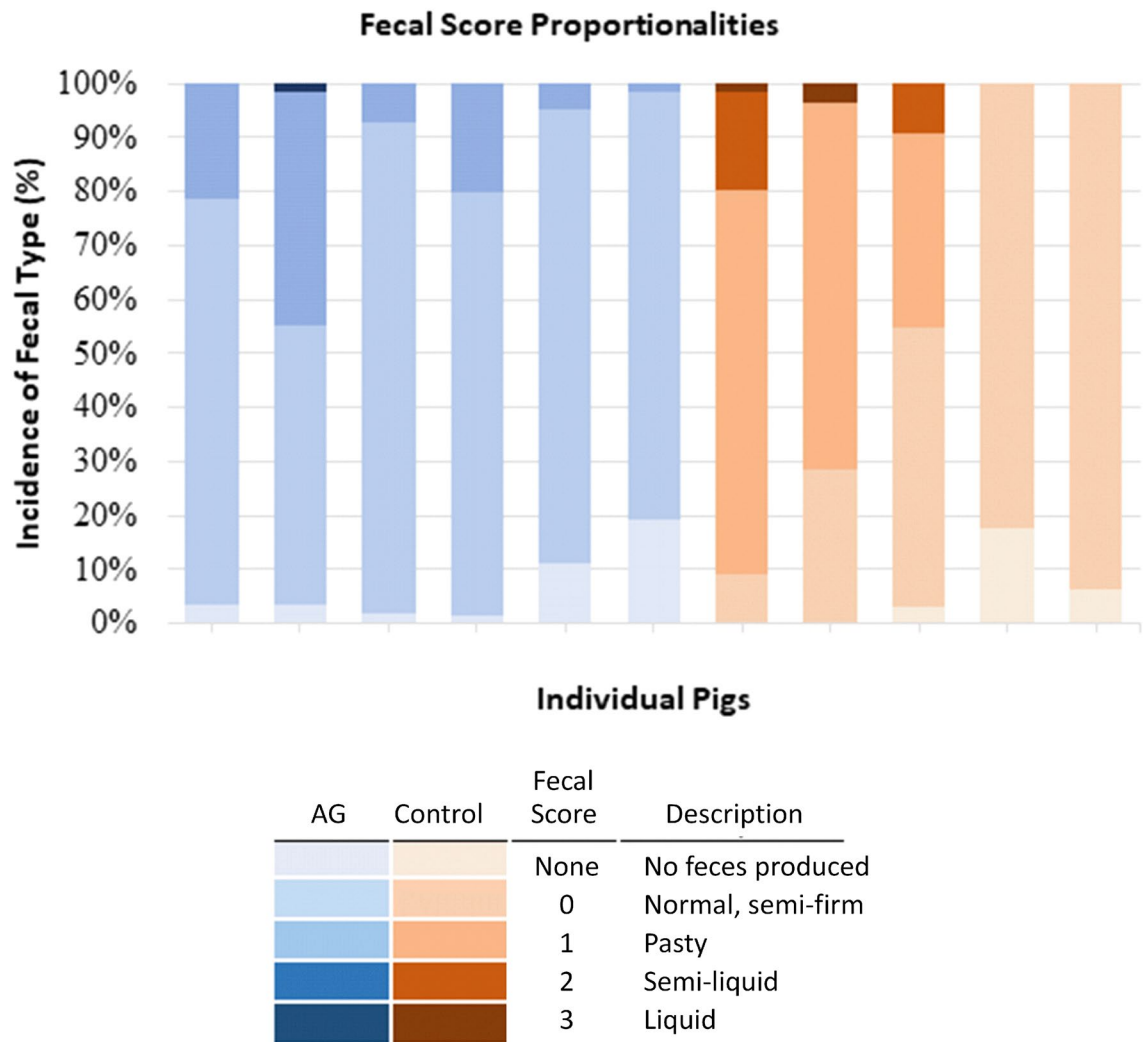 Fecal Score Proportionalities
Incidence of Fecal Type (%)
100%
90%
80%
70%
60%
50%
40%
30%
20%
10%
0%
Individual Pigs
AG Control Fecal Score Description
None No feces produced
0 Normal, semi-firm
1 Pasty
2 Semi-liquid
3 Liquid